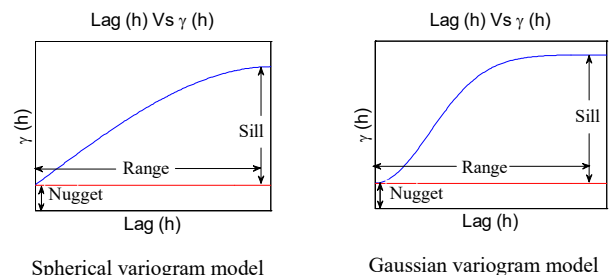 Lag (h) Vs γ (h)
γ (h)
Sill
Range
Nugget
Lag (h)
Spherical variogram model
Lag (h) Vs γ (h)
γ (h)
Sill
Range
Nugget
Lag (h)
Gaussian variogram model